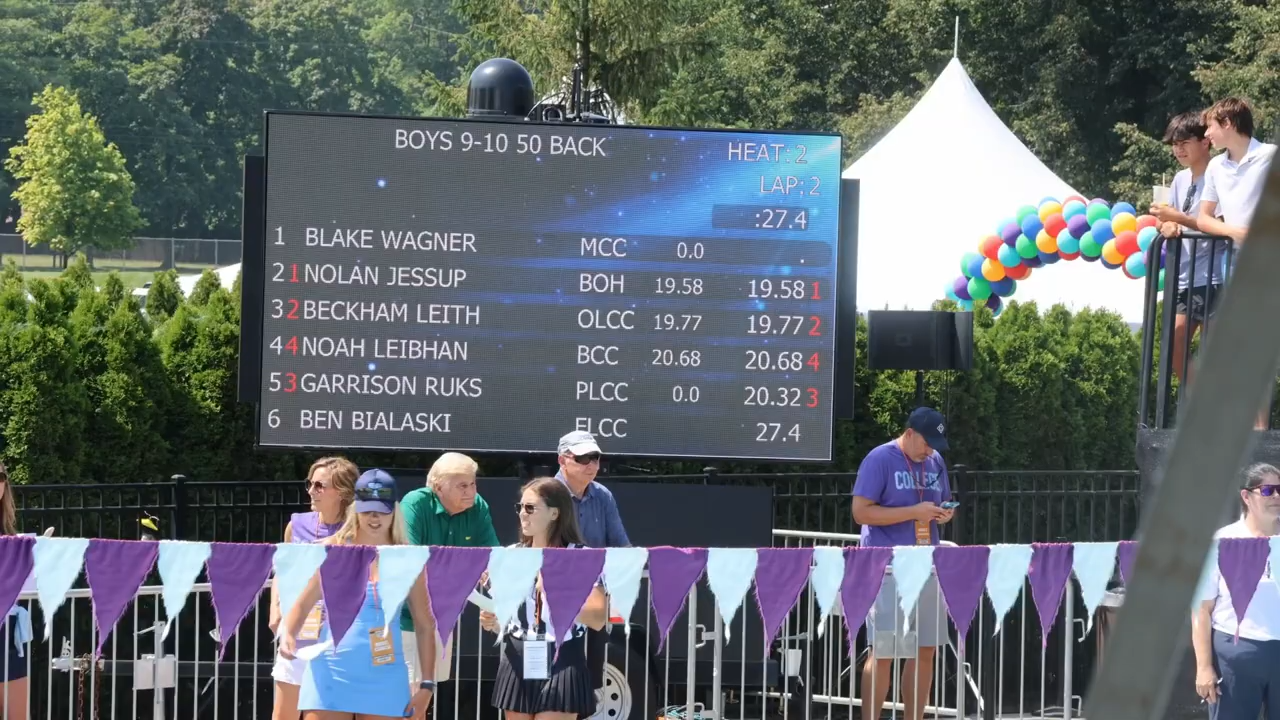 BOYS 9-10 50 BACK
HEAT: 2
LAP: 2
:27.4
1 BLAKE WAGNER MCC 0.0 .
2 1 NOLAN JESSUP BOH 19.58 19.58 1
3 2 BECKHAM LEITH OLCC 19.77 19.77 2
4 4 NOAH LEIBHAN BCC 20.68 20.68 4
5 3 GARRISON RUKS PLCC 0.0 20.32 3
6 BEN BIALASKI ELCC 27.4
COLLEGE